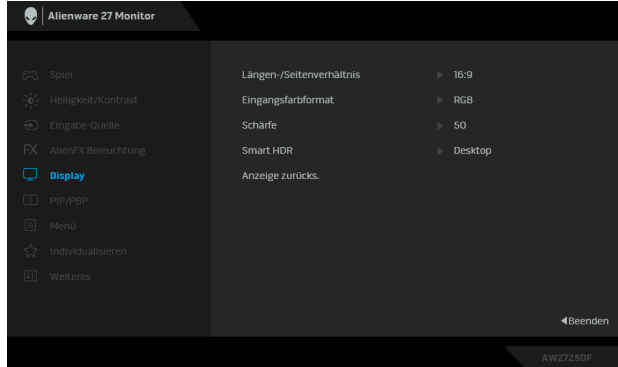 Alienware 27 Monitor
Spiel
Helligkeit/Kontrast
Eingabe-Quelle
FX AlienFX Beleuchtung
Display
PIP/PBP
Menü
Individualisieren
Weiteres
Längen-/Seitenverhältnis 16:9
Eingangsfarbformat RGB
Schärfe 50
Smart HDR Desktop
Anzeige zurücks.
Beenden
AW2725DF